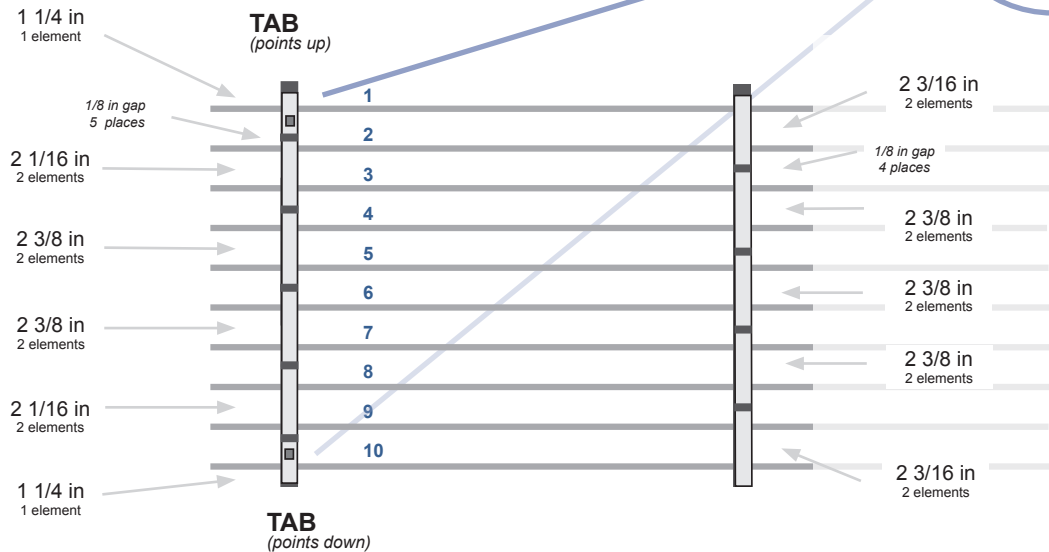 1 1/4 in
1 element
TAB
(points up)
1/8 in gap
5 places
2 1/16 in
2 elements
2 3/8 in
2 elements
2 3/8 in
2 elements
2 1/16 in
2 elements
1 1/4 in
1 element
1
2
3
4
5
6
7
8
9
10
TAB
(points down)
2 3/16 in
2 elements
1/8 in gap
4 places
2 3/8 in
2 elements
2 3/8 in
2 elements
2 3/8 in
2 elements
2 3/16 in
2 elements